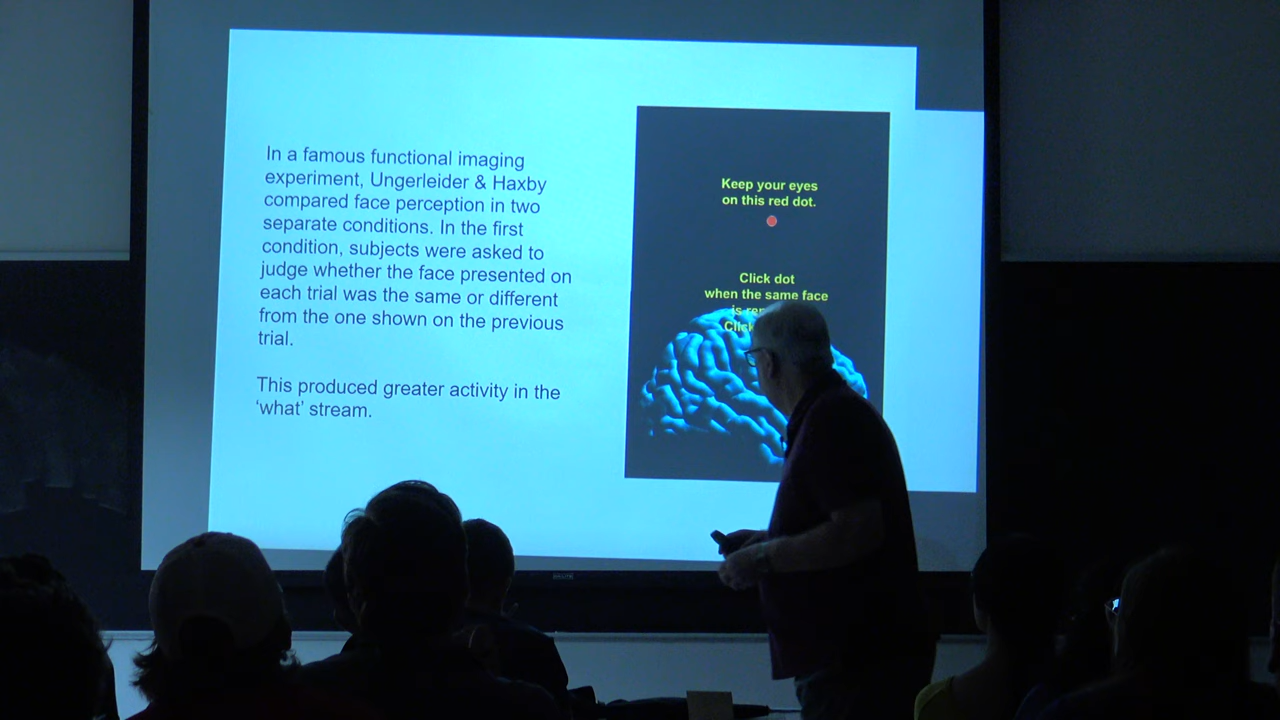 In a famous functional imaging
experiment, Ungerleider & Haxby
compared face perception in two
separate conditions. In the first
condition, subjects were asked to
judge whether the face presented on
each trial was the same or different
from the one shown on the previous
trial.
This produced greater activity in the
‘what’ stream.
Keep your eyes
on this red dot.
Click dot
when the same face
is